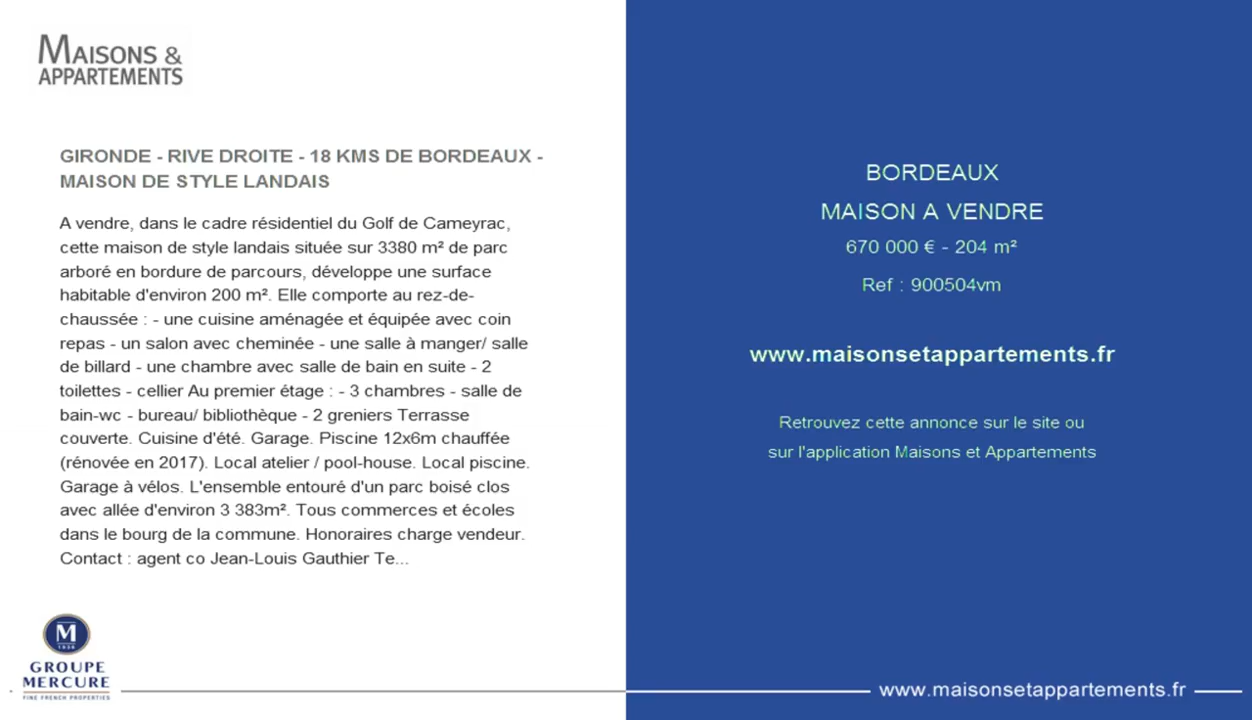 MAISONS &
APPARTEMENTS
GIRONDE - RIVE DROITE - 18 KMS DE BORDEAUX -
MAISON DE STYLE LANDAIS
A vendre, dans le cadre résidentiel du Golf de Cameyrac,
cette maison de style landais située sur 3380 m² de parc
arboré en bordure de parcours, développe une surface
habitable d'environ 200 m². Elle comporte au rez-de-
chaussée : - une cuisine aménagée et équipée avec coin
repas - un salon avec cheminée - une salle à manger/ salle
de billard - une chambre avec salle de bain en suite - 2
toilettes - cellier Au premier étage : - 3 chambres - salle de
bain-wc - bureau/ bibliothèque - 2 greniers Terrasse
couverte. Cuisine d'été. Garage. Piscine 12x6m chauffée
(rénovée en 2017). Local atelier / pool-house. Local piscine.
Garage à vélos. L'ensemble entouré d'un parc boisé clos
avec allée d'environ 3 383m². Tous commerces et écoles
dans le bourg de la commune. Honoraires charge vendeur.
Contact : agent co Jean-Louis Gauthier Te...
M
1936
GROUPE
MERCURE
FINE FRENCH PROPERTIES
BORDEAUX
MAISON A VENDRE
670 000 € - 204 m²
Ref : 900504vm
www.maisonsetappartements.fr
Retrouvez cette annonce sur le site ou
sur l'application Maisons et Appartements
www.maisonsetappartements.fr